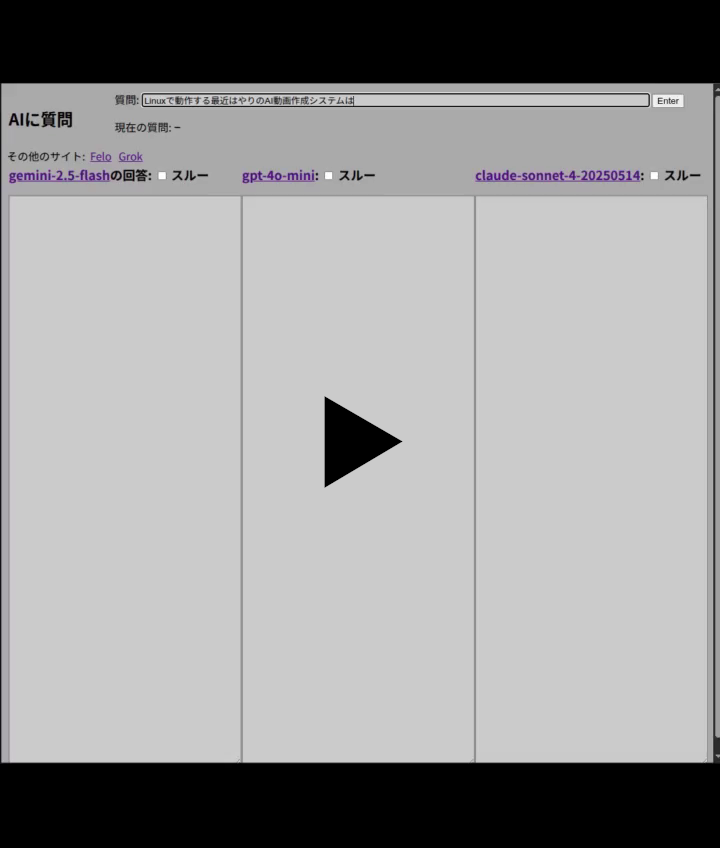 AIに質問
質問: Linuxで動作する最近はやりのAI動画作成システムは
Enter
現在の質問: –
その他のサイト: Felo Grok
gemini-2.5-flashの回答: スルー
gpt-4o-mini: スルー
claude-sonnet-4-20250514: スルー